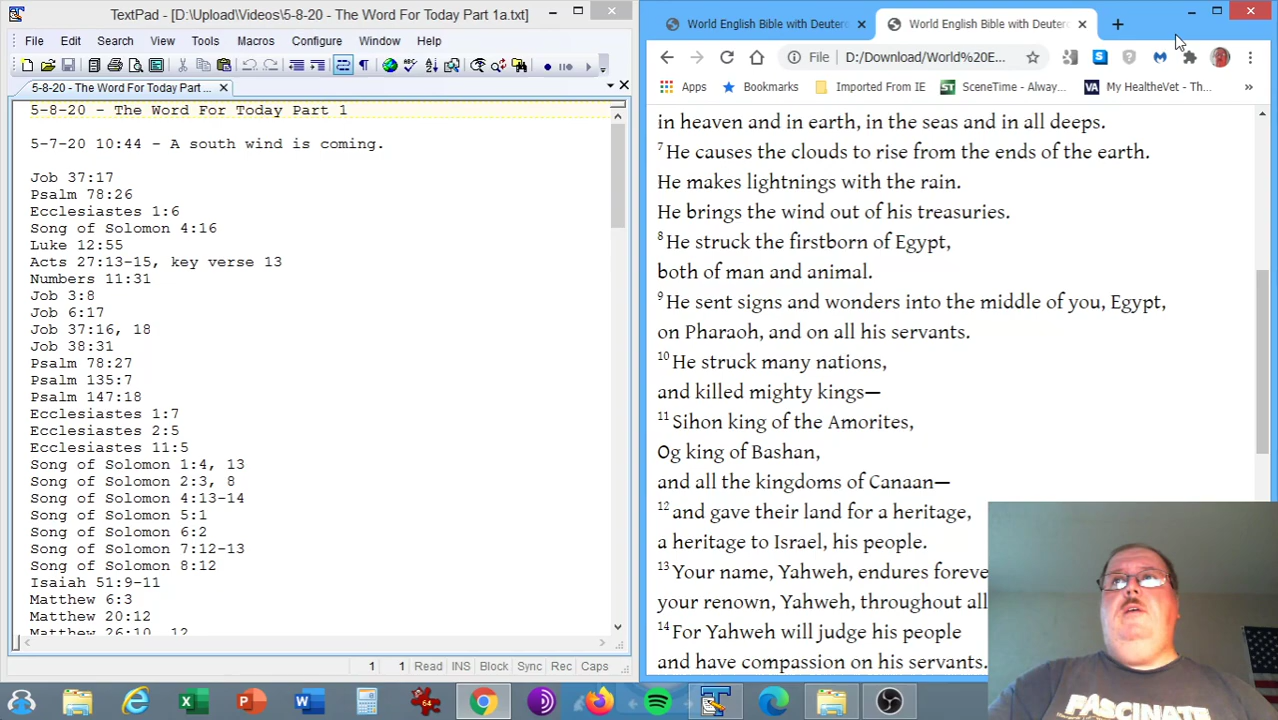 TextPad - [D:\Upload\Videos\5-8-20 - The Word For Today Part 1a.txt]
File Edit Search View Tools Macros Configure Window Help
5-8-20 - The Word For Today Part ...
5-8-20 - The Word For Today Part 1
5-7-20 10:44 - A south wind is coming.
Job 37:17
Psalm 78:26
Ecclesiastes 1:6
Song of Solomon 4:16
Luke 12:55
Acts 27:13-15, key verse 13
Numbers 11:31
Job 3:8
Job 6:17
Job 37:16, 18
Job 38:31
Psalm 78:27
Psalm 135:7
Psalm 147:18
Ecclesiastes 1:7
Ecclesiastes 2:5
Ecclesiastes 11:5
Song of Solomon 1:4, 13
Song of Solomon 2:3, 8
Song of Solomon 4:13-14
Song of Solomon 5:1
Song of Solomon 6:2
Song of Solomon 7:12-13
Song of Solomon 8:12
Isaiah 51:9-11
Matthew 6:3
Matthew 20:12
Matthew 26:10, 12
1 1 Read INS Block Sync Rec Caps
World English Bible with Deutero World English Bible with Deutero
File D:/Download/World%20E...
Apps Bookmarks Imported From IE ST SceneTime - Alway... VA My HealtheVet - Th... »
in heaven and in earth, in the seas and in all deeps.
7 He causes the clouds to rise from the ends of the earth.
He makes lightnings with the rain.
He brings the wind out of his treasuries.
8 He struck the firstborn of Egypt,
both of man and animal.
9 He sent signs and wonders into the middle of you, Egypt,
on Pharaoh, and on all his servants.
10 He struck many nations,
and killed mighty kings—
11 Sihon king of the Amorites,
Og king of Bashan,
and all the kingdoms of Canaan—
12 and gave their land for a heritage,
a heritage to Israel, his people.
13 Your name, Yahweh, endures foreve
your renown, Yahweh, throughout all
14 For Yahweh will judge his people
and have compassion on his servants.
FASCINATE
64